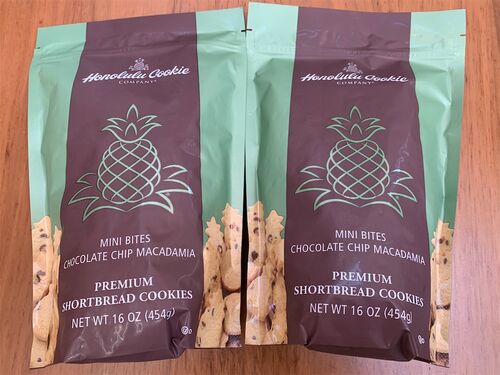 Honolulu Cookie
COMPANY®
MINI BITES
CHOCOLATE CHIP MACADAMIA
PREMIUM
SHORTBREAD COOKIES
NET WT 16 OZ (454g)
Honolulu Cookie
COMPANY®
MINI BITES
CHOCOLATE CHIP MACADAMIA
PREMIUM
SHORTBREAD COOKIES
NET WT 16 OZ (454g)